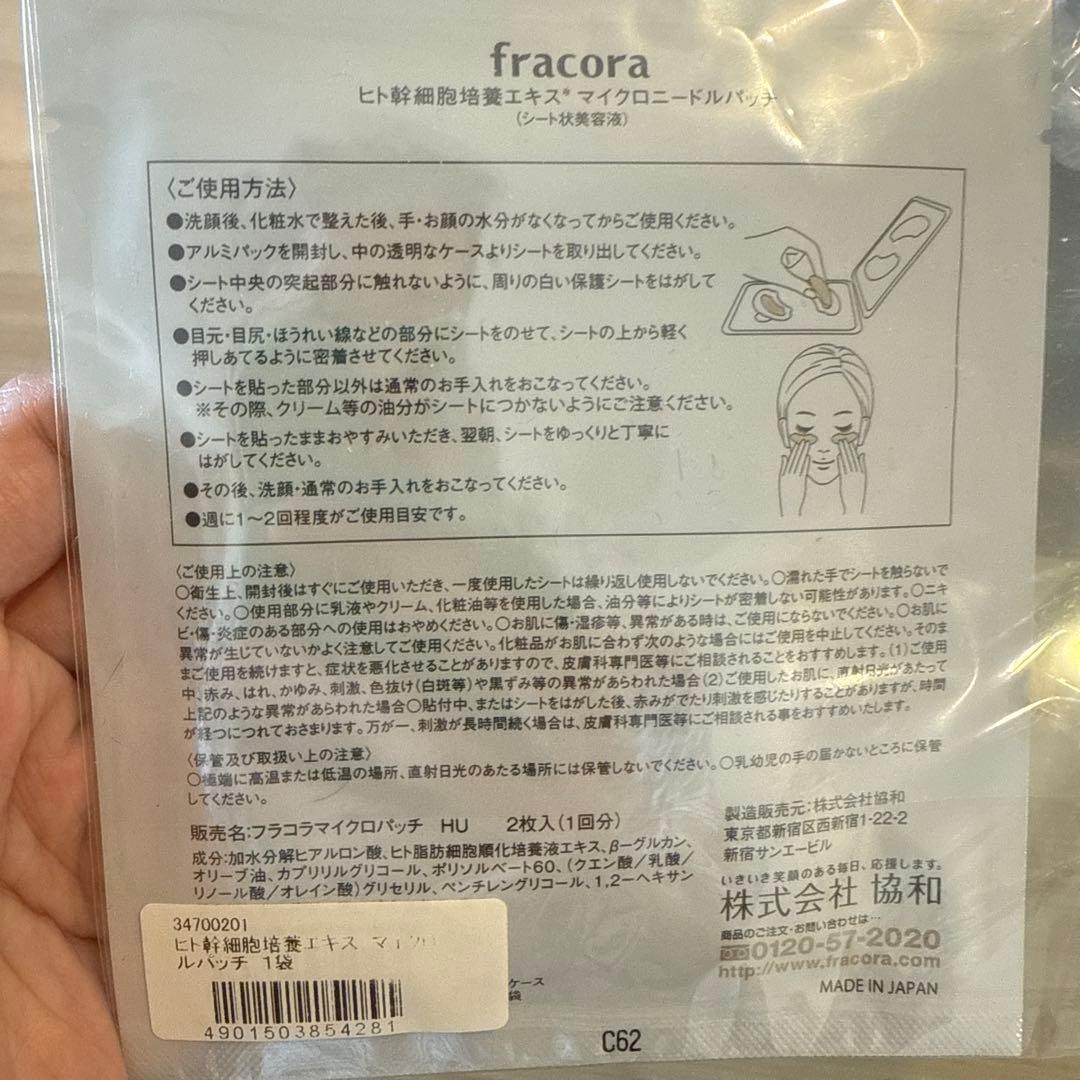 fracora
ヒト幹細胞培養エキス* マイクロニードルパッチ
(シート状美容液)
〈ご使用方法〉
●洗顔後、化粧水で整えた後、手・お顔の水分がなくなってからご使用ください。
●アルミパックを開封し、中の透明なケースよりシートを取り出してください。
●シート中央の突起部分に触れないように、周りの白い保護シートをはがして
ください。
●目元・目尻・ほうれい線などの部分にシートをのせて、シートの上から軽く
押しあてるように密着させてください。
●シートを貼った部分以外は通常のお手入れをおこなってください。
※その際、クリーム等の油分がシートにつかないようにご注意ください。
●シートを貼ったままおやすみいただき、翌朝、シートをゆっくりと丁寧に
はがしてください。
●その後、洗顔・通常のお手入れをおこなってください。
●週に1〜2回程度がご使用目安です。
〈ご使用上の注意〉
○衛生上、開封後はすぐにご使用いただき、一度使用したシートは繰り返し使用しないでください。○濡れた手でシートを触らないで
ください。○使用部分に乳液やクリーム、化粧油等を使用した場合、油分等によりシートが密着しない可能性があります。○ニキ
ビ・傷・炎症のある部分への使用はおやめください。○お肌に傷・湿疹等、異常がある時は、ご使用にならないでください。○お肌に
異常が生じていないかよく注意してご使用ください。化粧品がお肌に合わず次のような場合にはご使用を中止してください。そのま
まご使用を続けますと、症状を悪化させることがありますので、皮膚科専門医等にご相談されることをおすすめします。(1)ご使用
中、赤み、はれ、かゆみ、刺激、色抜け(白斑等)や黒ずみ等の異常があらわれた場合(2)ご使用したお肌に、直射日光があたって
上記のような異常があらわれた場合○貼付中、またはシートをはがした後、赤みがでたり刺激を感じたりすることがありますが、時間
が経つにつれておさまります。万が一、刺激が長時間続く場合は、皮膚科専門医等にご相談される事をおすすめいたします。
〈保管及び取扱い上の注意〉
○極端に高温または低温の場所、直射日光のあたる場所には保管しないでください。○乳幼児の手の届かないところに保管
してください。
販売名:フラコラマイクロパッチ HU 2枚入(1回分)
成分:加水分解ヒアルロン酸、ヒト脂肪細胞順化培養液エキス、β-グルカン、
オリーブ油、カプリリルグリコール、ポリソルベート60、(クエン酸/乳酸/
リノール酸/オレイン酸)グリセリル、ペンチレングリコール、1,2-ヘキサン
製造販売元:株式会社協和
東京都新宿区西新宿1-22-2
新宿サンエービル
いきいき笑顔のある毎日、応援します。
株式会社 協和
商品のご注文・お問い合わせは…
0120-57-2020
http://www.fracora.com
MADE IN JAPAN
34700201
ヒト幹細胞培養エキス マイクロ
ルパッチ 1袋
4901503854281
ケース
袋
C62